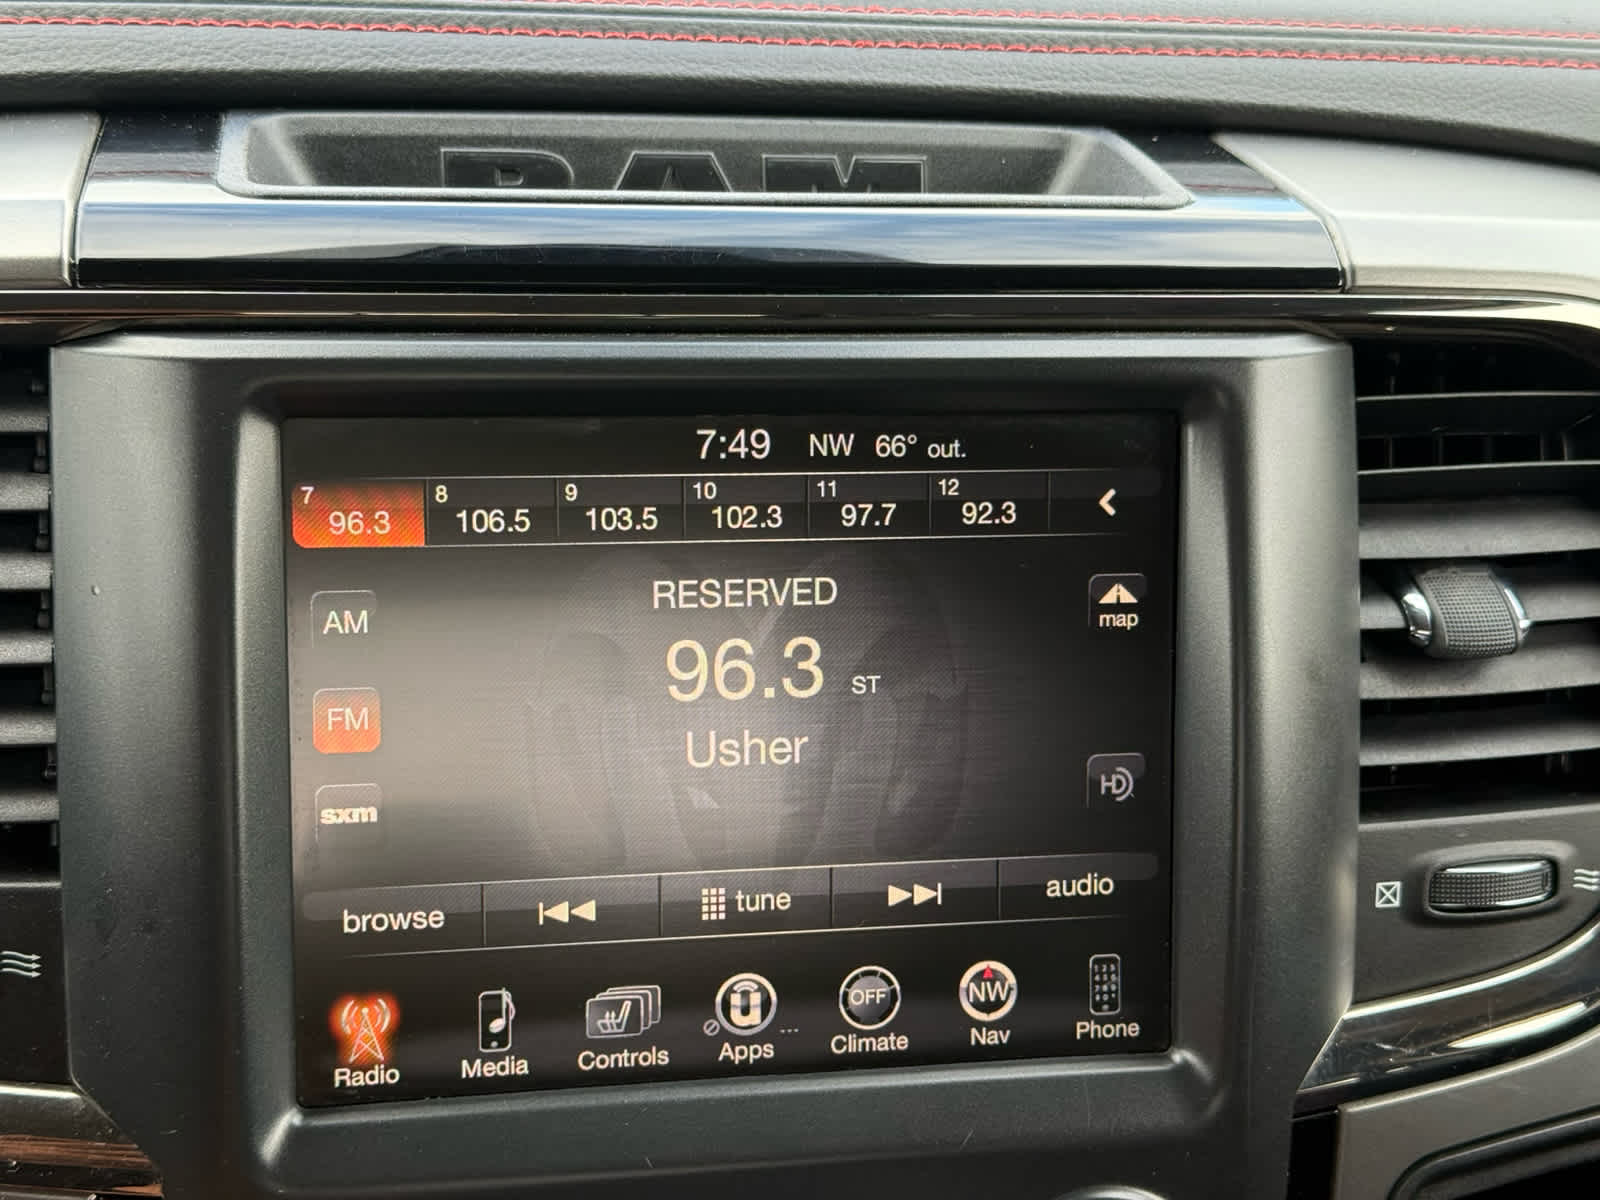 RAM
7:49 NW 66° out.
7 96.3 8 106.5 9 103.5 10 102.3 11 97.7 12 92.3
RESERVED
AM
map
96.3 ST
FM
Usher
HD
sxm
browse tune audio
OFF NW
Radio Media Controls Apps ... Climate Nav Phone